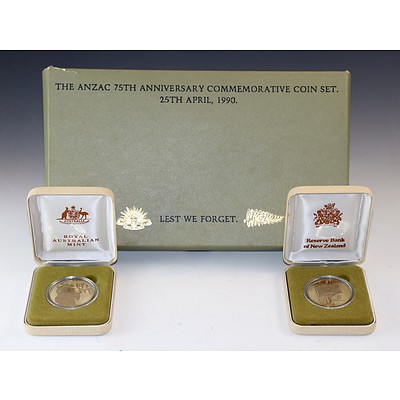 THE ANZAC 75TH ANNIVERSARY COMMEMORATIVE COIN SET.
25TH APRIL, 1990.
LEST WE FORGET.
AUSTRALIA
ROYAL
AUSTRALIAN
MINT
Reserve Bank
of New Zealand